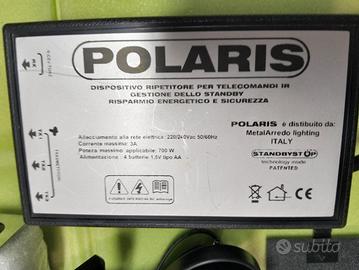 POLARIS
DISPOSITIVO RIPETITORE PER TELECOMANDI IR
GESTIONE DELLO STANDBY
RISPARMIO ENERGETICO E SICUREZZA
POLARIS è distribuito da:
MetalArredo lighting
ITALY
STANDBYSTOP
technology made
PATENTED
Allacciamento alla rete elettrica: 220/240Vac 50/60Hz
Corrente massima: 3A
Potenza massima applicabile: 700 W
Alimentazione : 4 batterie 1,5V tipo AA
subito